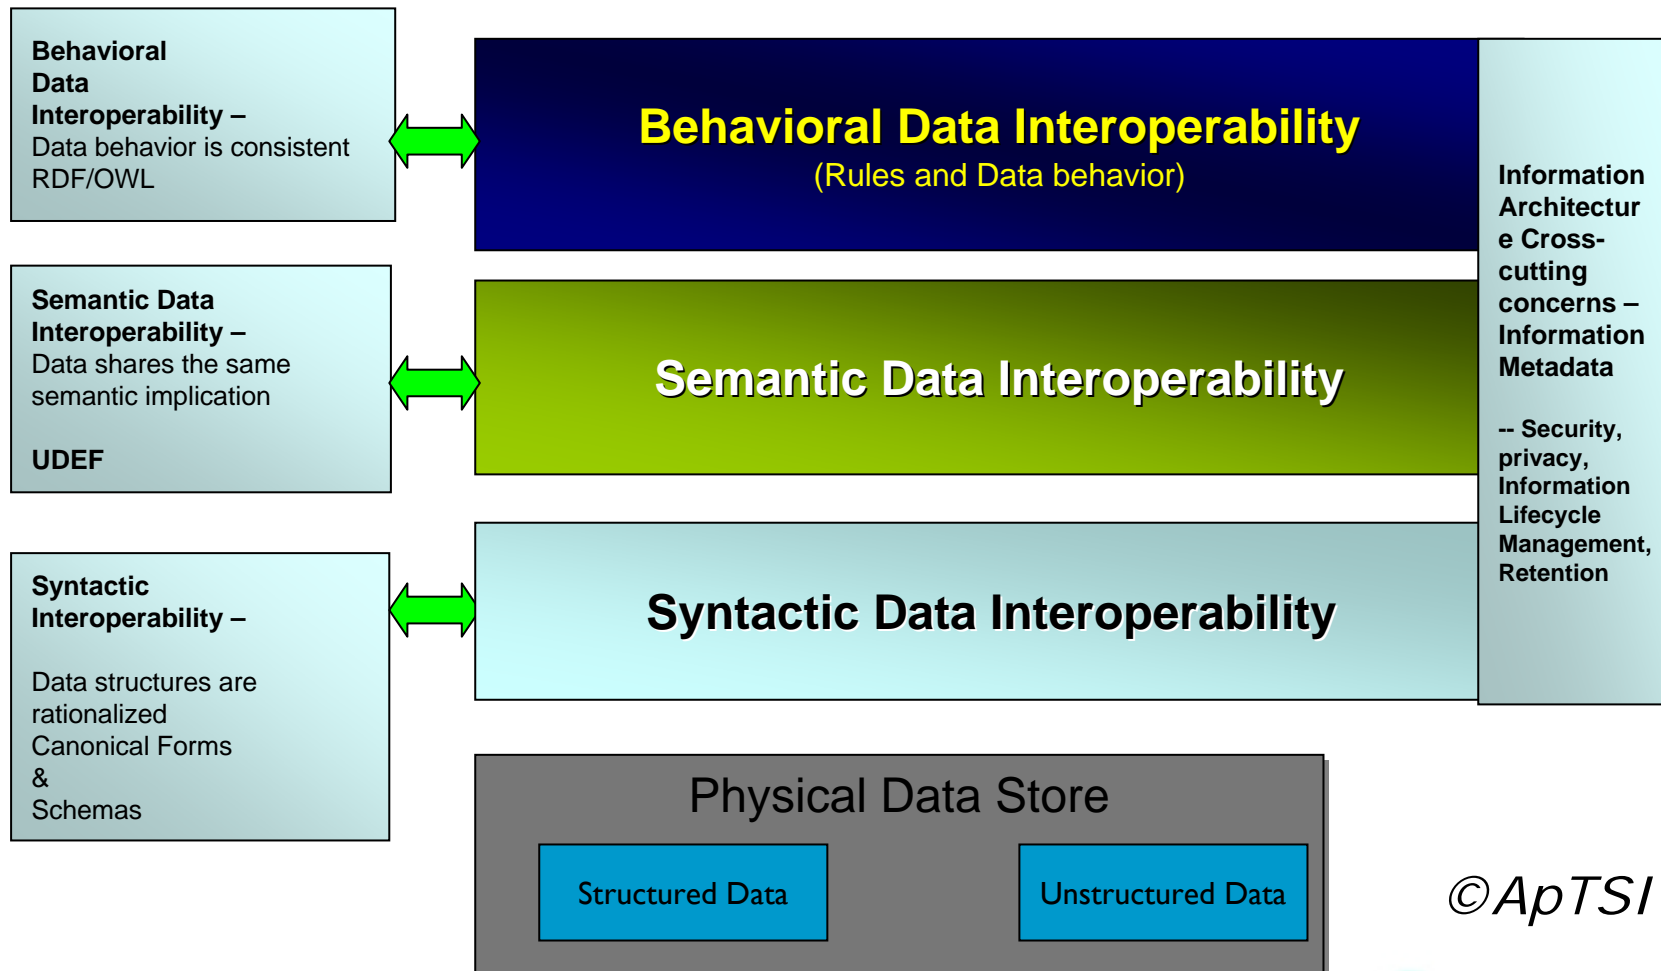 Behavioral
Data
Interoperability –
Data behavior is consistent
RDF/OWL
Behavioral Data Interoperability
(Rules and Data behavior)
Semantic Data
Interoperability –
Data shares the same
semantic implication
UDEF
Semantic Data Interoperability
Syntactic
Interoperability –
Data structures are
rationalized
Canonical Forms
&
Schemas
Syntactic Data Interoperability
Information
Architectur
e Cross-
cutting
concerns –
Information
Metadata
-- Security,
privacy,
Information
Lifecycle
Management,
Retention
Physical Data Store
Structured Data
Unstructured Data
©ApTSI